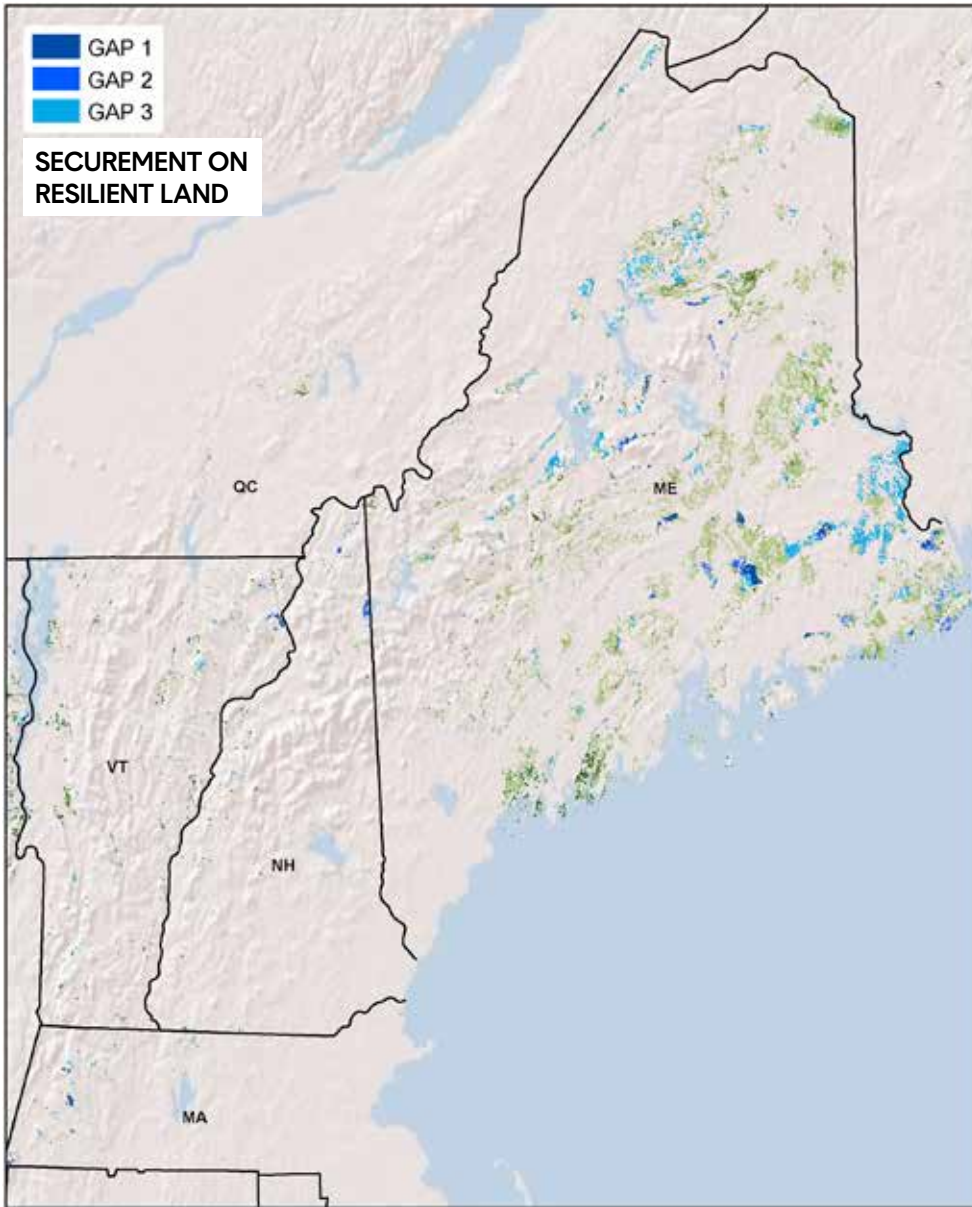 GAP 1
GAP 2
GAP 3
SECUREMENT ON
RESILIENT LAND
QC
ME
VT
NH
MA